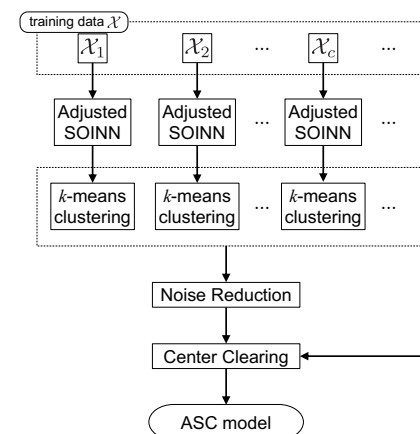 training data 𝒳
𝒳₁ 𝒳₂ ... 𝒳c ...
Adjusted SOINN Adjusted SOINN ... Adjusted SOINN ...
k-means clustering k-means clustering ... k-means clustering ...
Noise Reduction
Center Clearing
ASC model